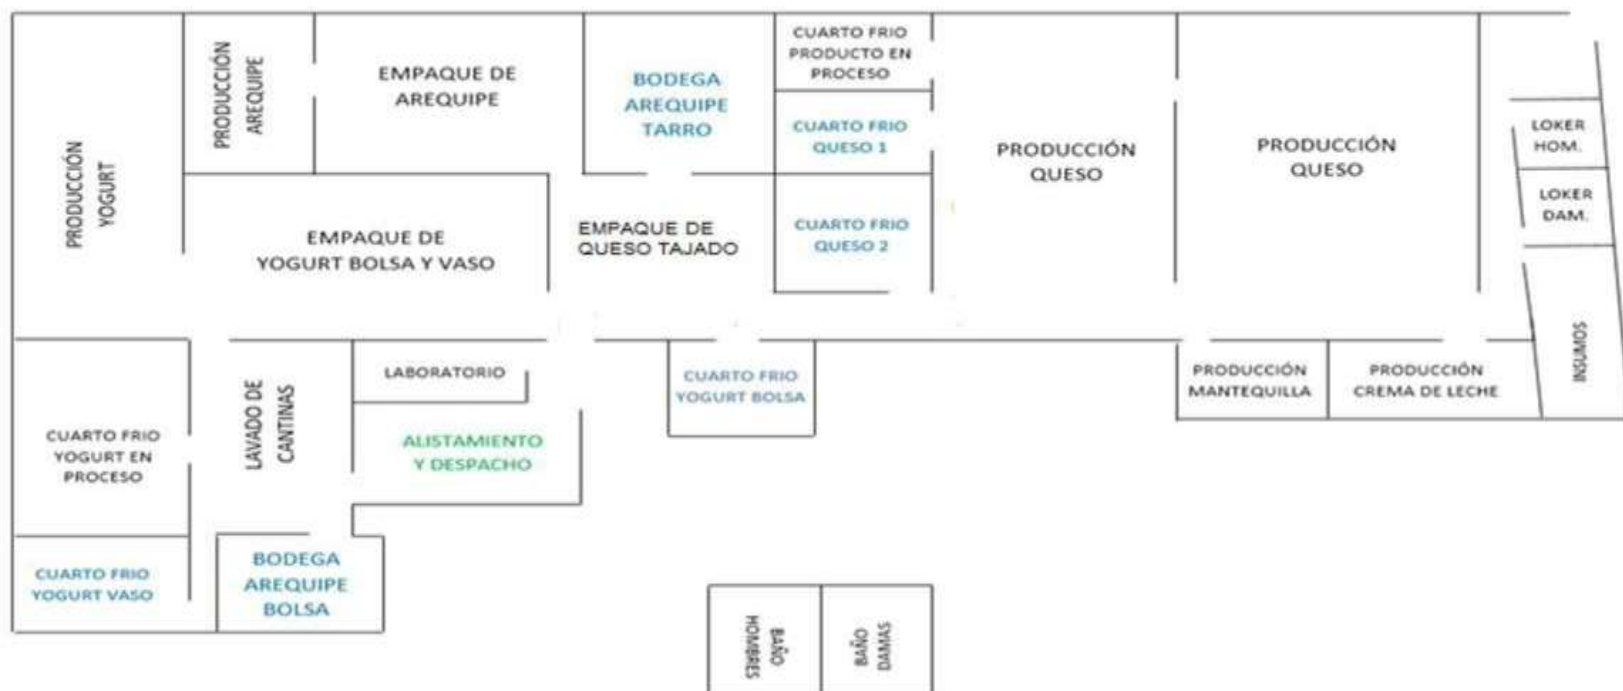 PRODUCCIÓN
YOGURT
PRODUCCIÓN
AREQUIPE
EMPAQUE DE
AREQUIPE
BODEGA
AREQUIPE
TARRO
CUARTO FRIO
PRODUCTO EN
PROCESO
CUARTO FRIO
QUESO 1
CUARTO FRIO
QUESO 2
PRODUCCIÓN
QUESO
PRODUCCIÓN
QUESO
LOKER
HOM.
LOKER
DAM.
INSUMOS
EMPAQUE DE
YOGURT BOLSA Y VASO
EMPAQUE DE
QUESO TAJADO
CUARTO FRIO
YOGURT EN
PROCESO
LAVADO DE
CANTINAS
LABORATORIO
ALISTAMIENTO
Y DESPACHO
CUARTO FRIO
YOGURT BOLSA
PRODUCCIÓN
MANTEQUILLA
PRODUCCIÓN
CREMA DE LECHE
CUARTO FRIO
YOGURT VASO
BODEGA
AREQUIPE
BOLSA
BAÑO
HOMBRES
BAÑO
DAMAS